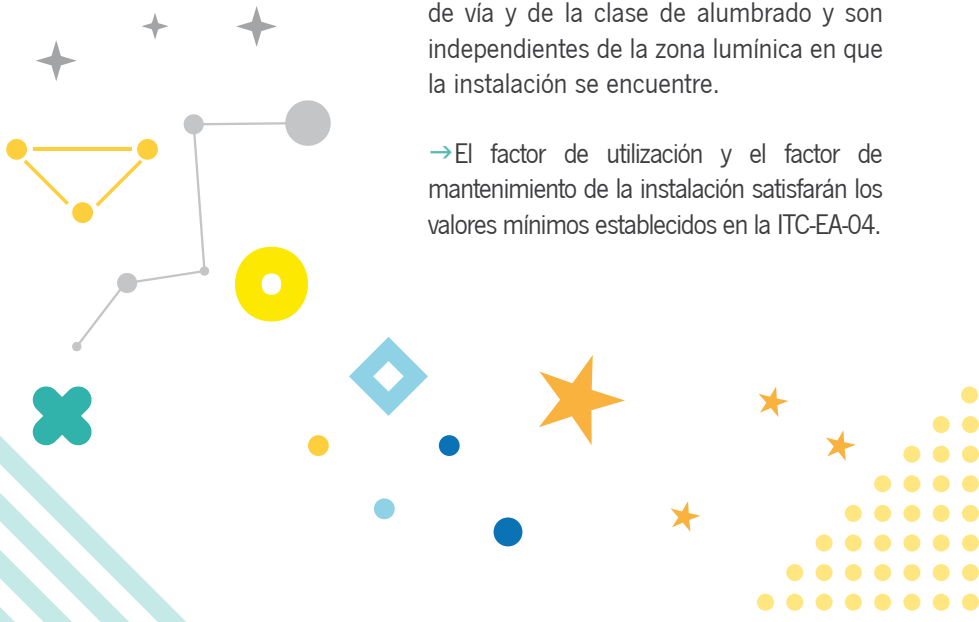 de vía y de la clase de alumbrado y son
independientes de la zona lumínica en que
la instalación se encuentre.
→El factor de utilización y el factor de
mantenimiento de la instalación satisfarán los
valores mínimos establecidos en la ITC-EA-04.